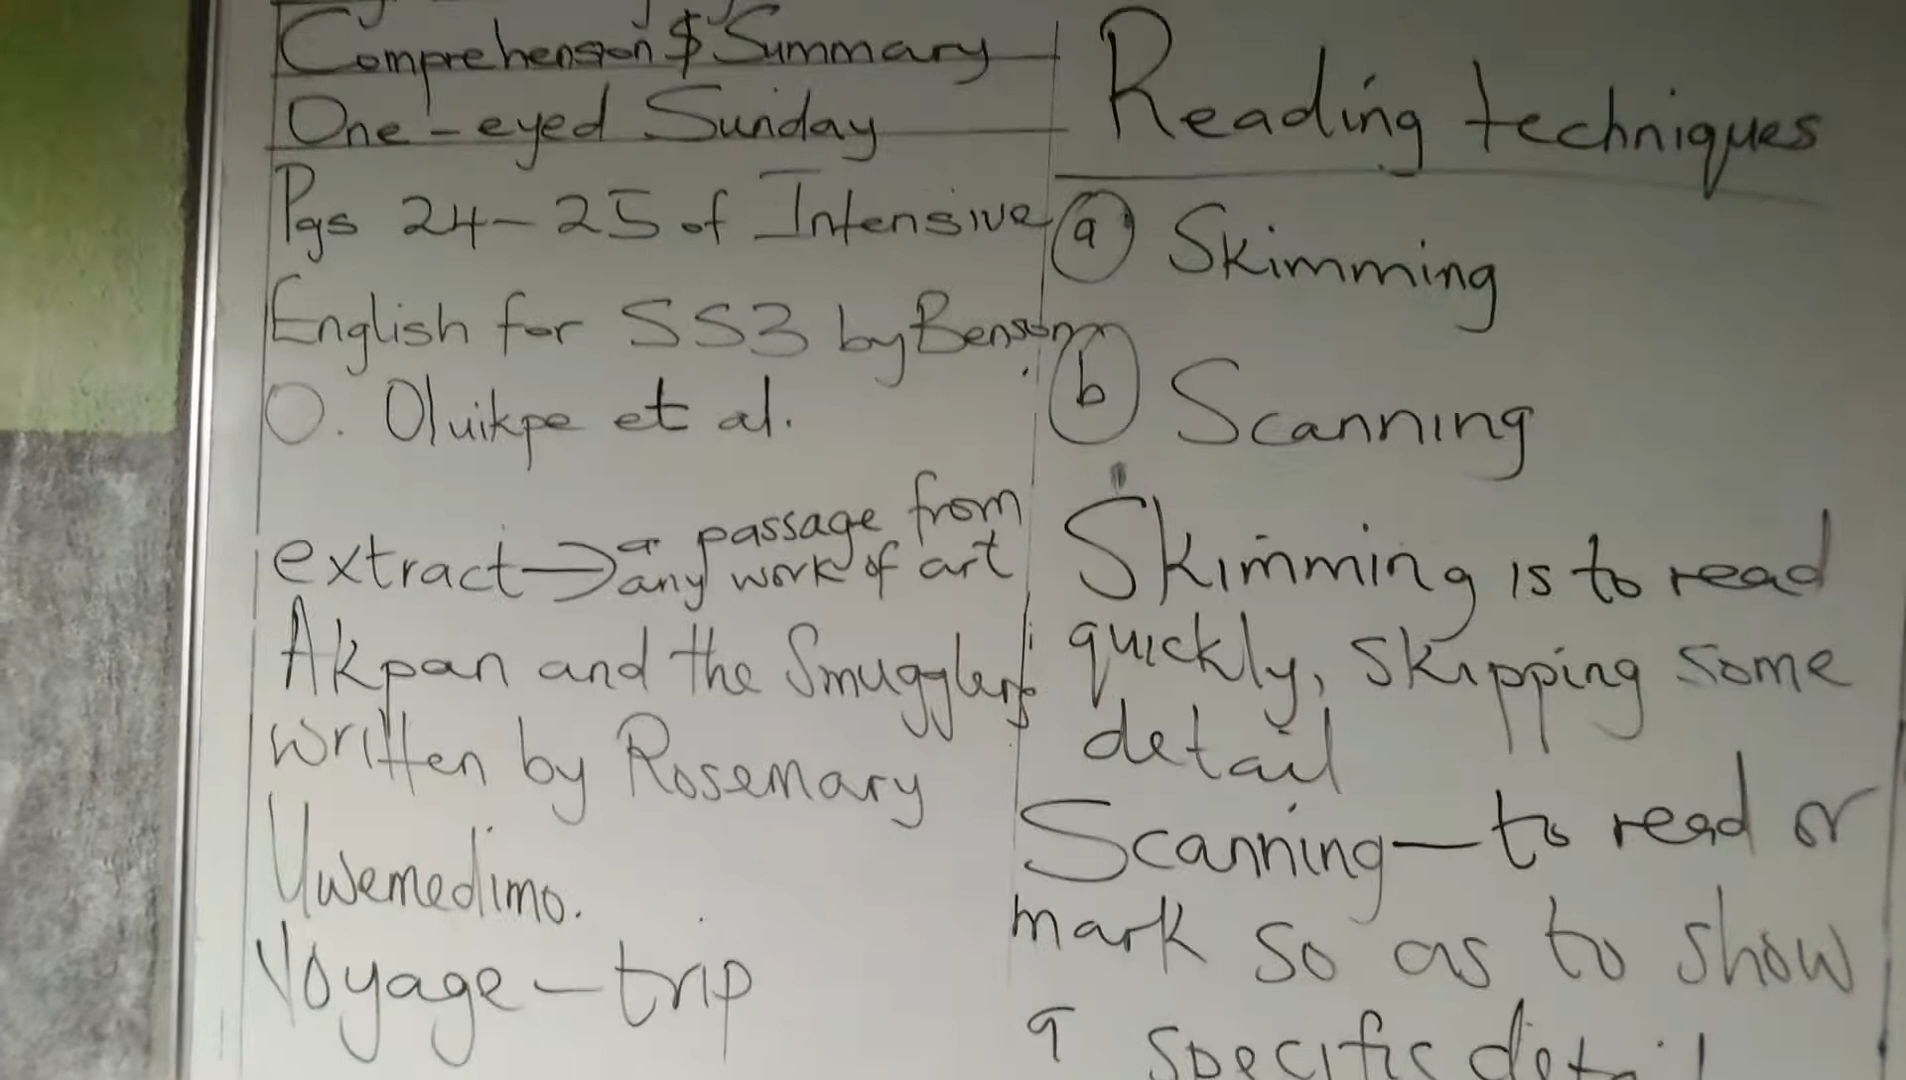 Comprehension & Summary
One-eyed Sunday
Pgs 24-25 of Intensive
English for SS3 by Benson
O. Oluikpe et al.
extract → a passage from
any work of art
Akpan and the Smugglers
written by Rosemary
Uwemedimo.
Voyage - trip
Reading techniques
(a) Skimming
(b) Scanning
Skimming is to read
quickly, skipping some
detail
Scanning - to read or
mark so as to show
a specific detail